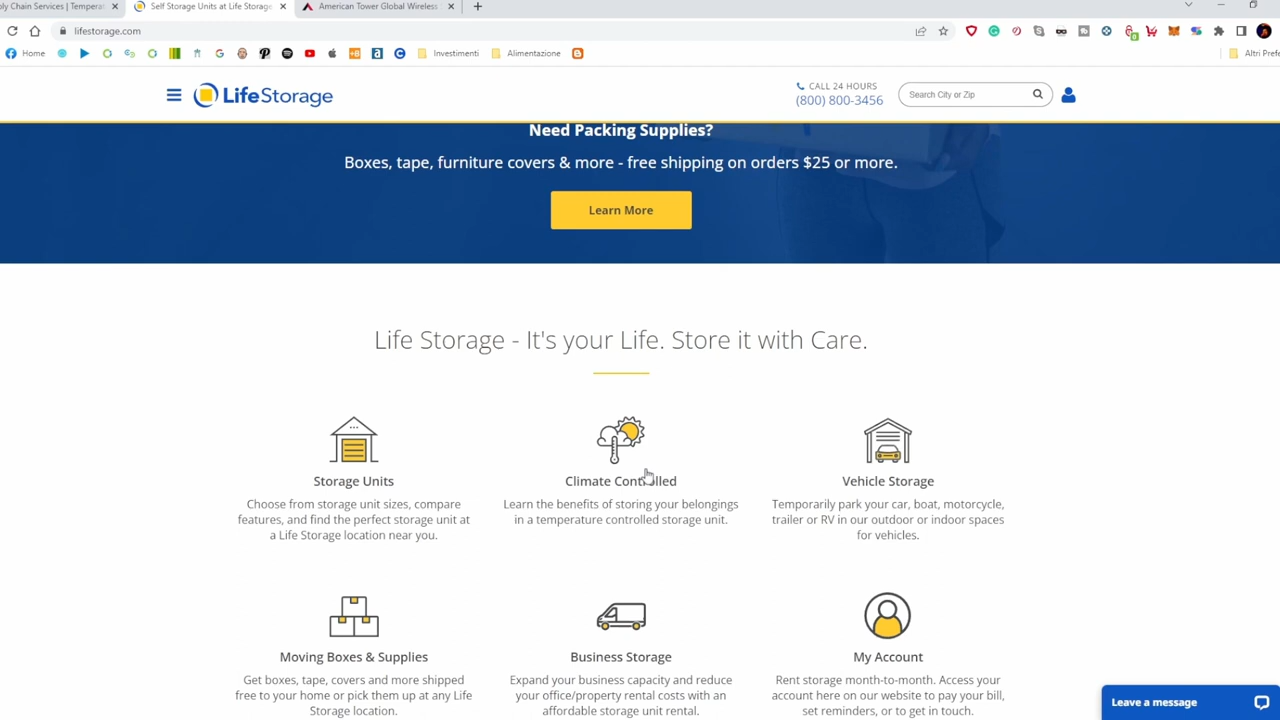 ply Chain Services | Temperat
Self Storage Units at Life Storage
American Tower Global Wireless
lifestorage.com
Home
Investimenti
Alimentazione
Altri Prefe
LifeStorage
CALL 24 HOURS
(800) 800-3456
Search City or Zip
Need Packing Supplies?
Boxes, tape, furniture covers & more - free shipping on orders $25 or more.
Learn More
Life Storage - It's your Life. Store it with Care.
Storage Units
Choose from storage unit sizes, compare
features, and find the perfect storage unit at
a Life Storage location near you.
Climate Controlled
Learn the benefits of storing your belongings
in a temperature controlled storage unit.
Vehicle Storage
Temporarily park your car, boat, motorcycle,
trailer or RV in our outdoor or indoor spaces
for vehicles.
Moving Boxes & Supplies
Get boxes, tape, covers and more shipped
free to your home or pick them up at any Life
Storage location.
Business Storage
Expand your business capacity and reduce
your office/property rental costs with an
affordable storage unit rental.
My Account
Rent storage month-to-month. Access your
account here on our website to pay your bill,
set reminders, or to get in touch.
Leave a message